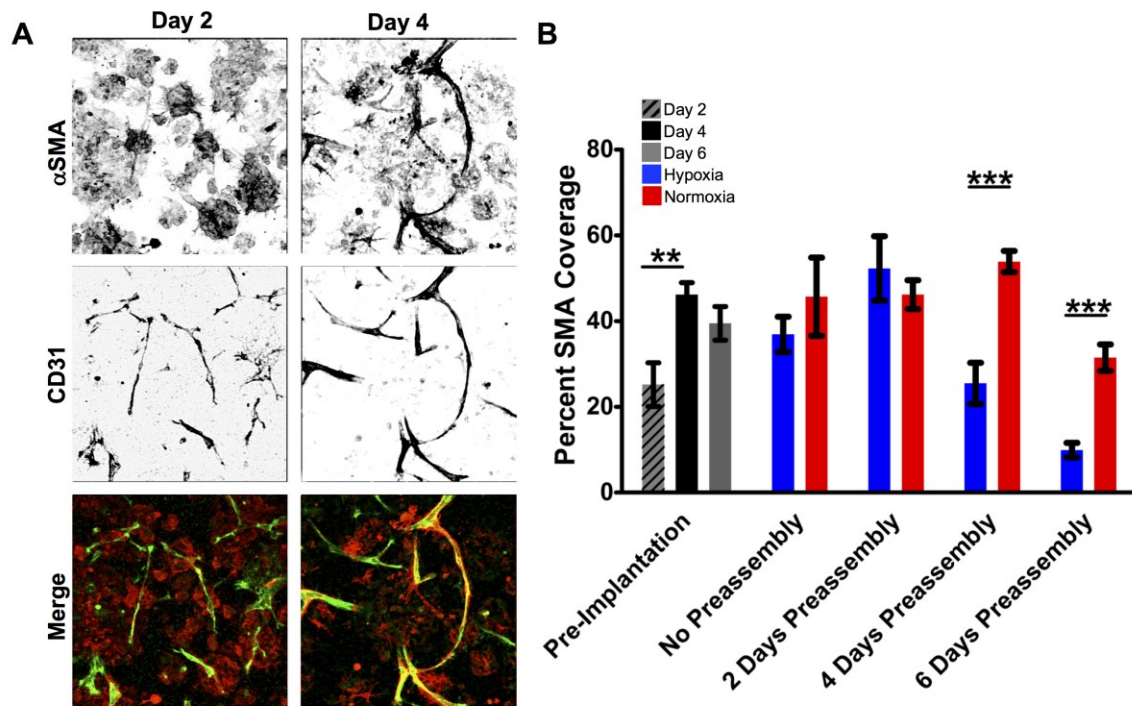 A
Day 2
Day 4
αSMA
CD31
Merge
B
Day 2
Day 4
Day 6
Hypoxia
Normoxia
Percent SMA Coverage
80
60
40
20
0
**
***
***
Pre-Implantation
No Preassembly
2 Days Preassembly
4 Days Preassembly
6 Days Preassembly